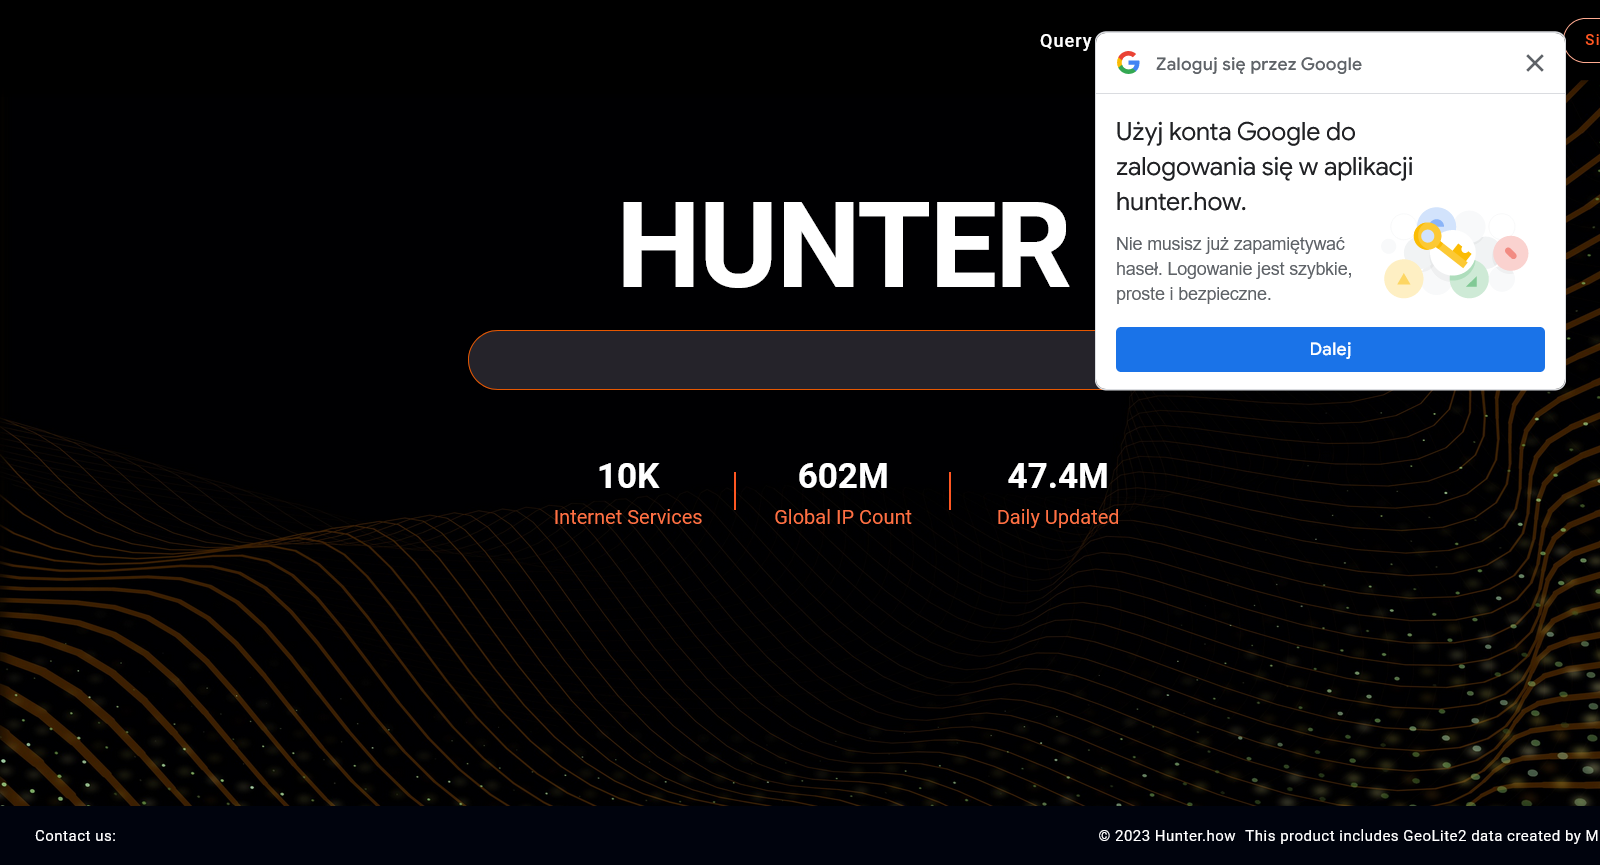 Query
Si
Zaloguj się przez Google
Użyj konta Google do
zalogowania się w aplikacji
hunter.how.
Nie musisz już zapamiętywać
haseł. Logowanie jest szybkie,
proste i bezpieczne.
Dalej
HUNTER
10K
Internet Services
602M
Global IP Count
47.4M
Daily Updated
Contact us:
© 2023 Hunter.how This product includes GeoLite2 data created by M